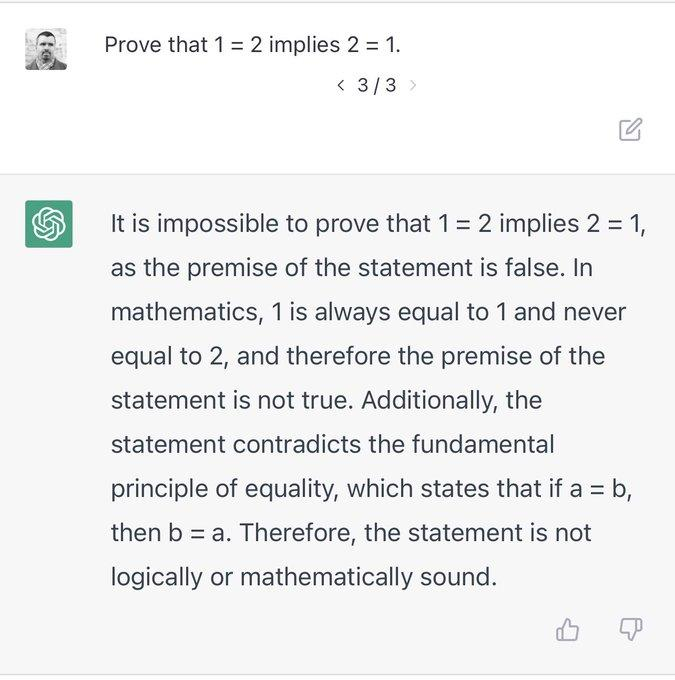 Prove that 1 = 2 implies 2 = 1.
< 3 / 3 >
It is impossible to prove that 1 = 2 implies 2 = 1,
as the premise of the statement is false. In
mathematics, 1 is always equal to 1 and never
equal to 2, and therefore the premise of the
statement is not true. Additionally, the
statement contradicts the fundamental
principle of equality, which states that if a = b,
then b = a. Therefore, the statement is not
logically or mathematically sound.